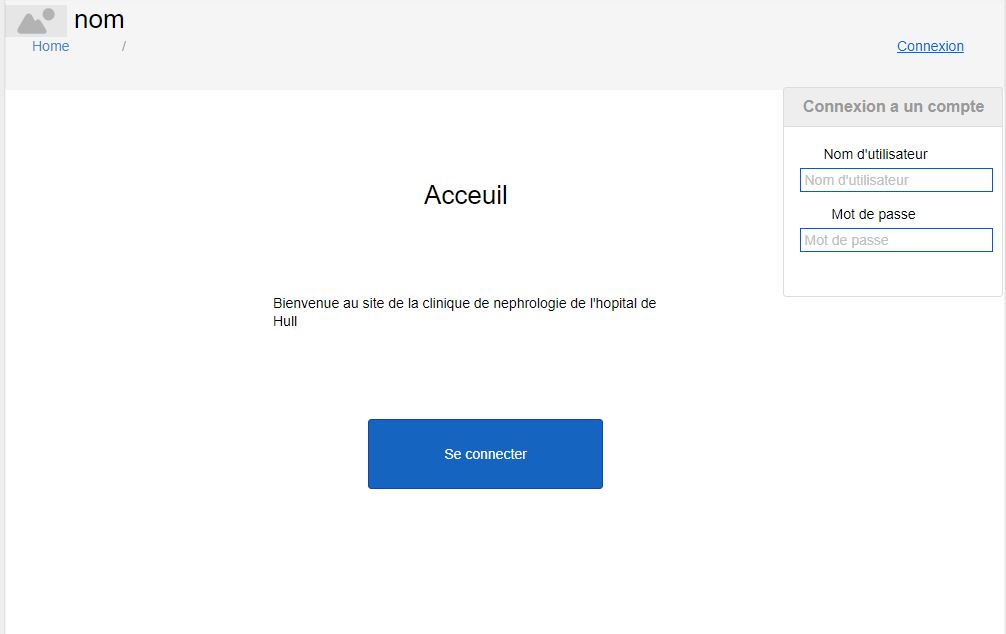 nom
Home
/
Connexion
Connexion a un compte
Nom d'utilisateur
Nom d'utilisateur
Mot de passe
Mot de passe
Acceuil
Bienvenue au site de la clinique de nephrologie de l'hopital de
Hull
Se connecter